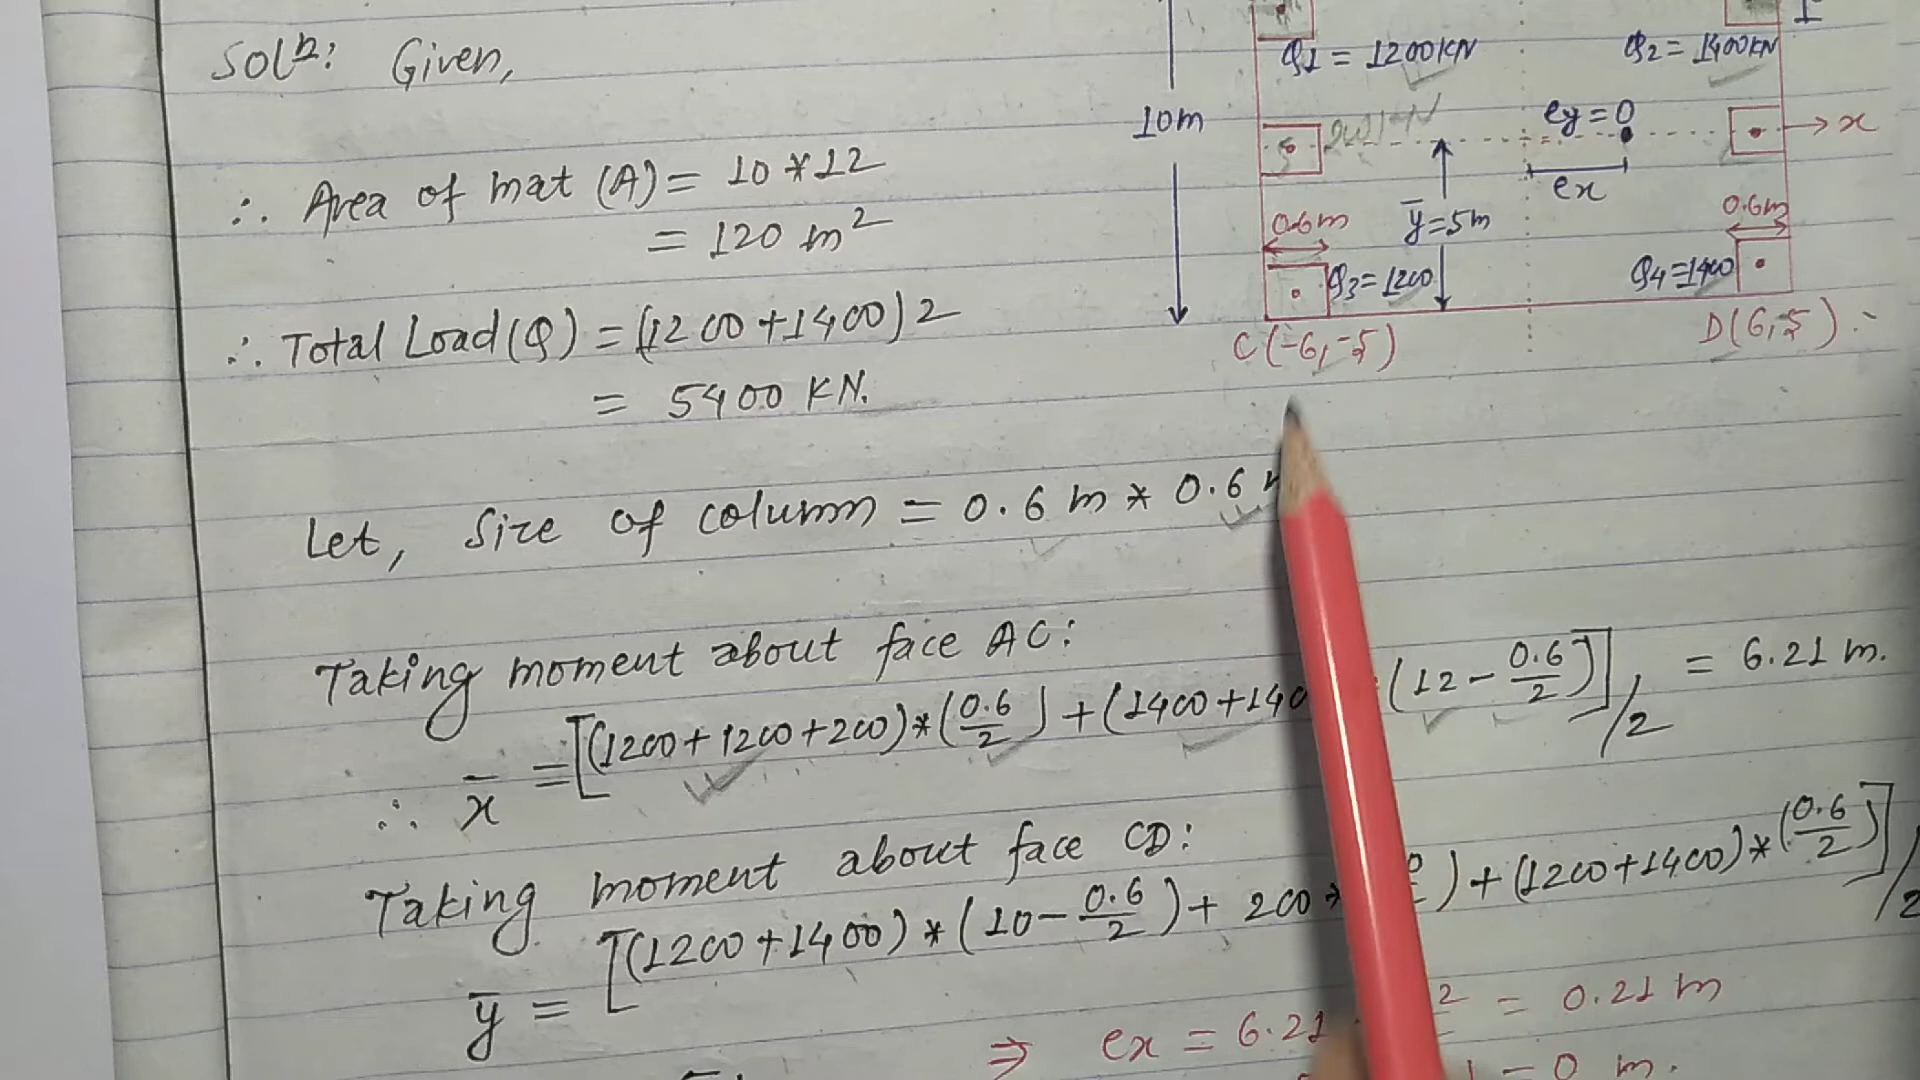 Solⁿ: Given,
Q1 = 1200KN
Q2 = 1400KN
10m
ey=0
x
∴ Area of mat (A) = 10 * 12
= 120 m²
ex
0.6m
ȳ=5m
0.6m
Q3=1200
Q4=1400
∴ Total Load (Q) = (1200+1400)2
C(-6,-5)
D(6,-5)
= 5400 KN.
Let, Size of column = 0.6 m * 0.6
Taking moment about face AC:
∴ x̄ = [(1200+1200+200)*(0.6/2)+(1400+140 (12-0.6/2)]/2 = 6.21 m.
Taking moment about face CD:
ȳ = [(1200+1400)*(10-0.6/2)+ 200* )+(1200+1400)*(0.6/2)]/2
⇒ ex = 6.21 2 = 0.21 m
= 0 m.